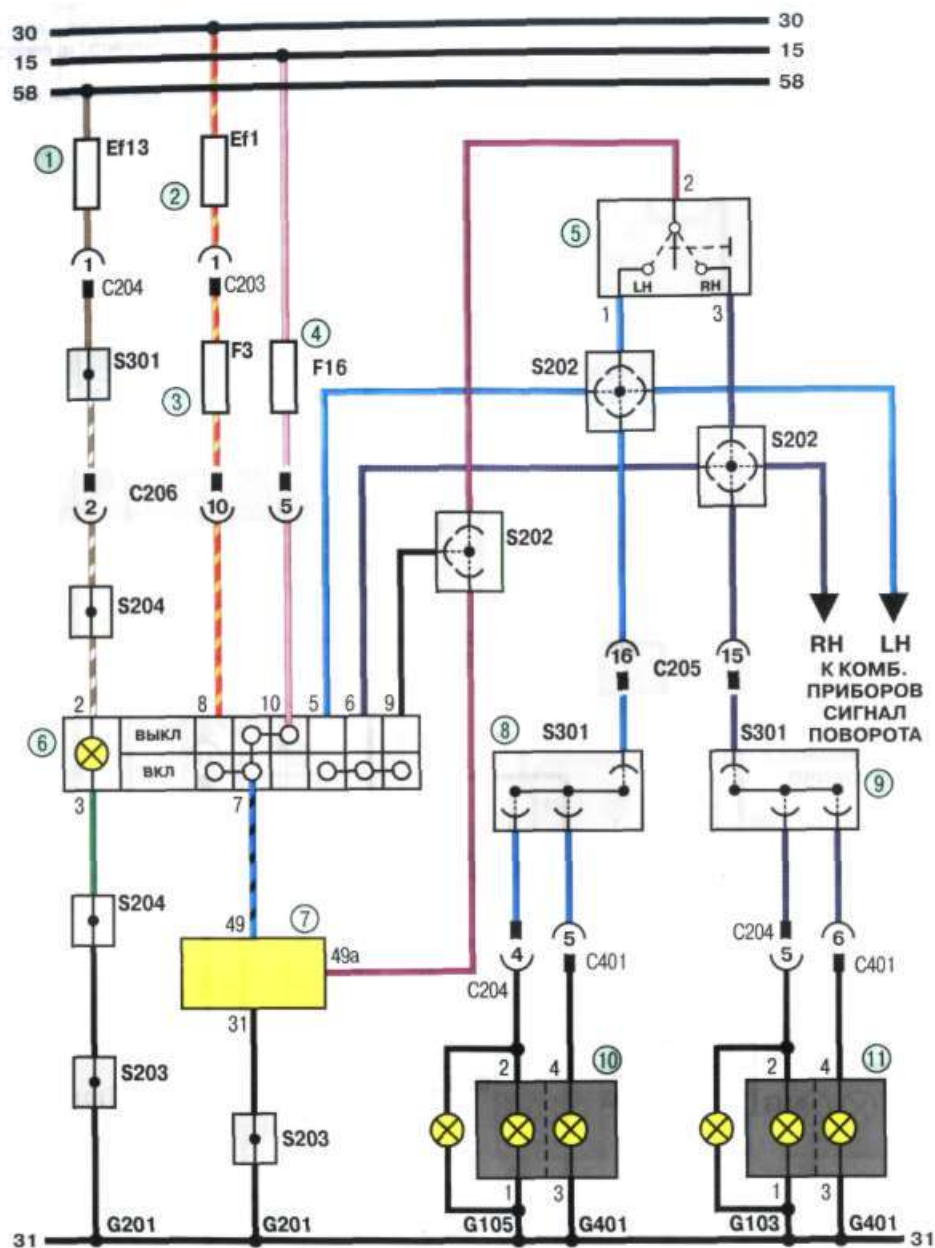 30 30
15 15
58 58
1 Ef13
2 Ef1
2
5
LH RH
1 3
1 C204
1 C203
4
S301
F3
3
F16
S202
S202
C206
2 10 5
S202
S204
16 C205 15
RH LH
К КОМБ.
ПРИБОРОВ
СИГНАЛ
ПОВОРОТА
2 8 10 5 6 9
6
ВЫКЛ
ВКЛ
3 7
8 S301
S301
9
S204
49 7
49a
31
4 5
C204 C401
C204 5
6 C401
S203
S203
2 4 10
2 4 11
1 3
1 3
G201 G201 G105 G401 G103 G401
31 31